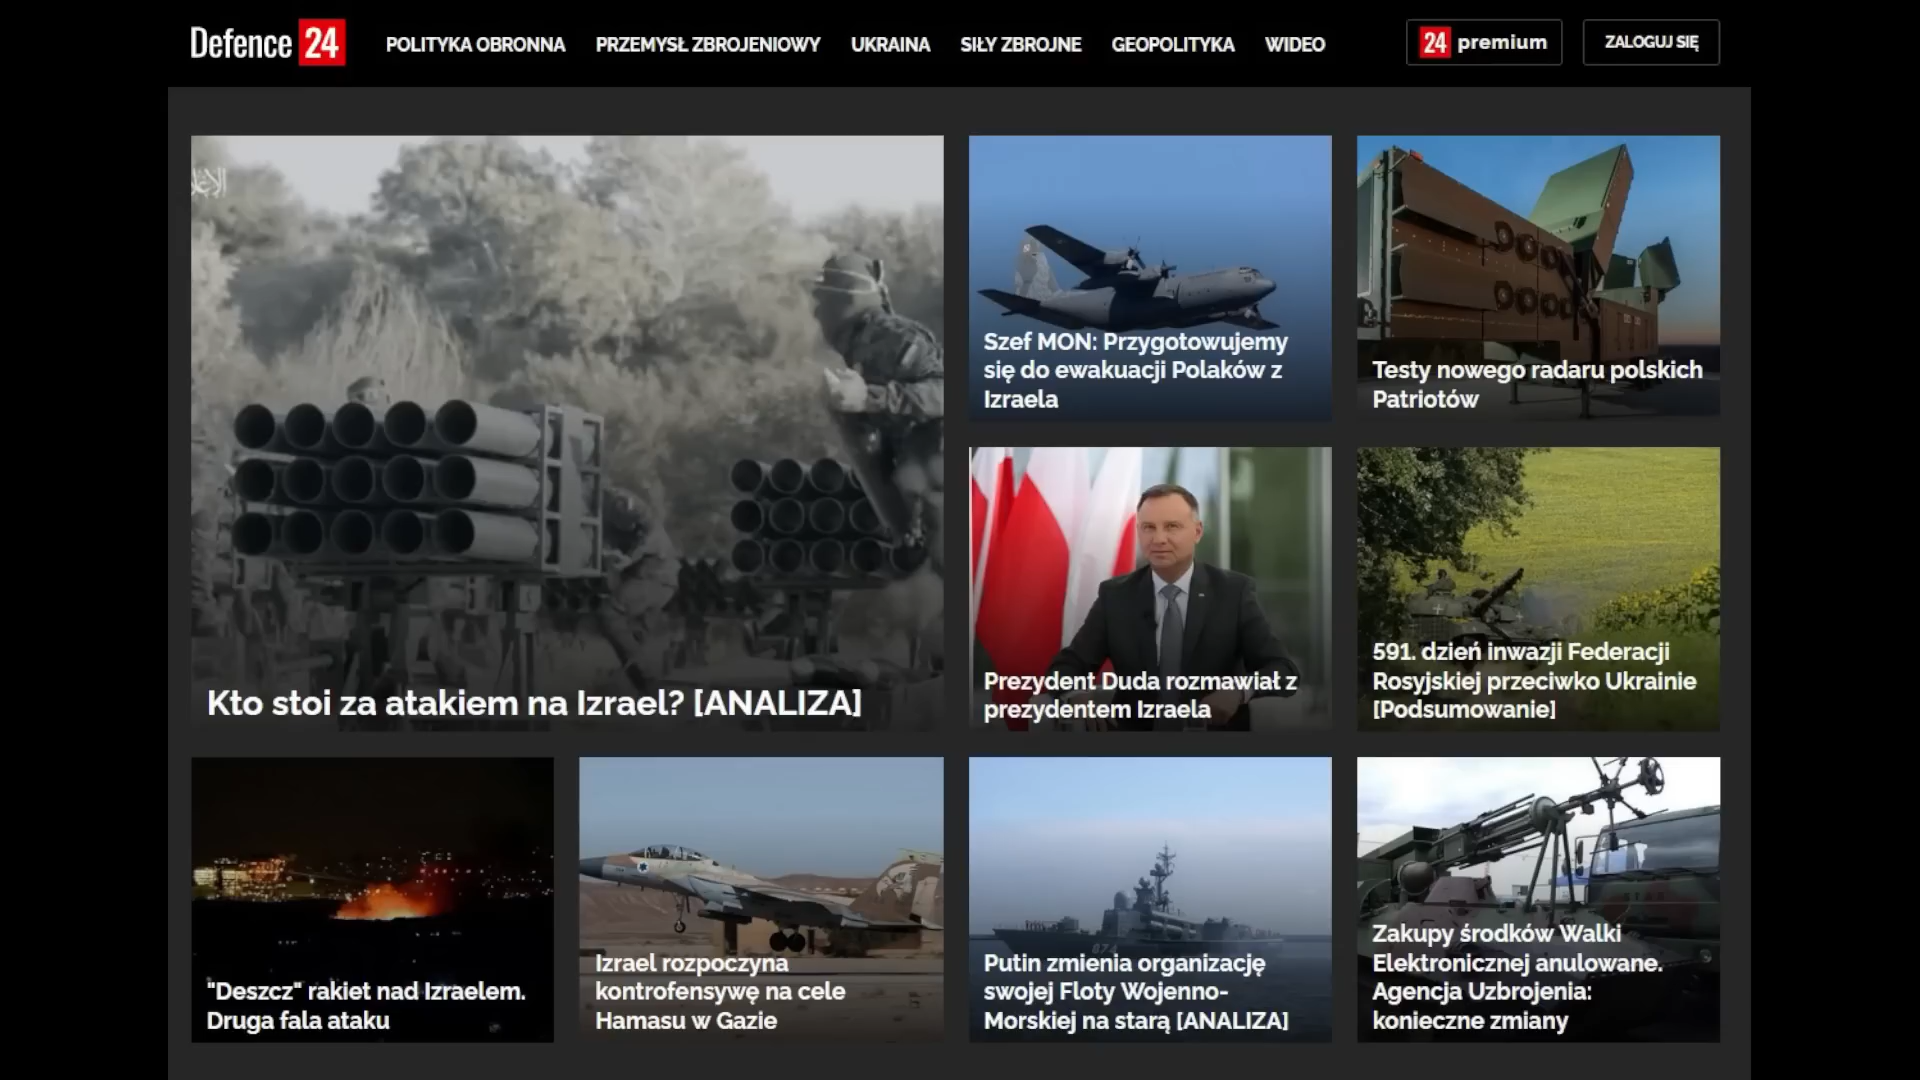 Defence 24
POLITYKA OBRONNA
PRZEMYSŁ ZBROJENIOWY
UKRAINA
SIŁY ZBROJNE
GEOPOLITYKA
WIDEO
24 premium
ZALOGUJ SIĘ
Kto stoi za atakiem na Izrael? [ANALIZA]
Szef MON: Przygotowujemy
się do ewakuacji Polaków z
Izraela
Testy nowego radaru polskich
Patriotów
Prezydent Duda rozmawiał z
prezydentem Izraela
591. dzień inwazji Federacji
Rosyjskiej przeciwko Ukrainie
[Podsumowanie]
"Deszcz" rakiet nad Izraelem.
Druga fala ataku
Izrael rozpoczyna
kontrofensywę na cele
Hamasu w Gazie
874
Putin zmienia organizację
swojej Floty Wojenno-
Morskiej na starą [ANALIZA]
Zakupy środków Walki
Elektronicznej anulowane.
Agencja Uzbrojenia:
konieczne zmiany